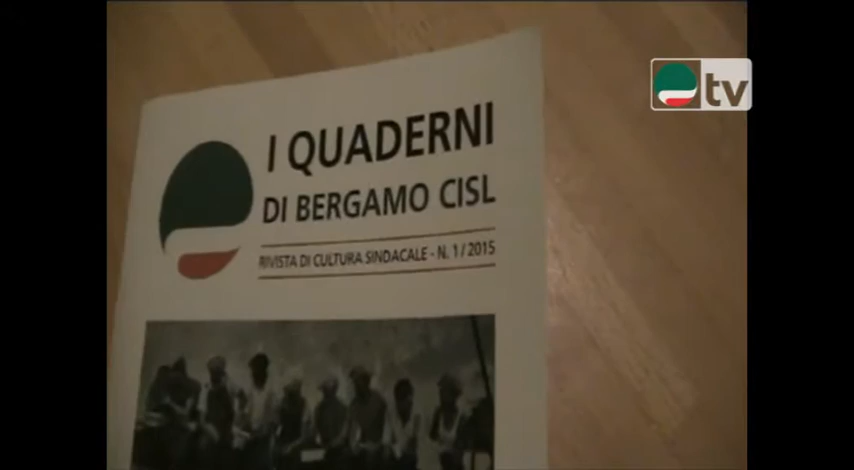 I QUADERNI
DI BERGAMO CISL
RIVISTA DI CULTURA SINDACALE - N. 1/2015
tv